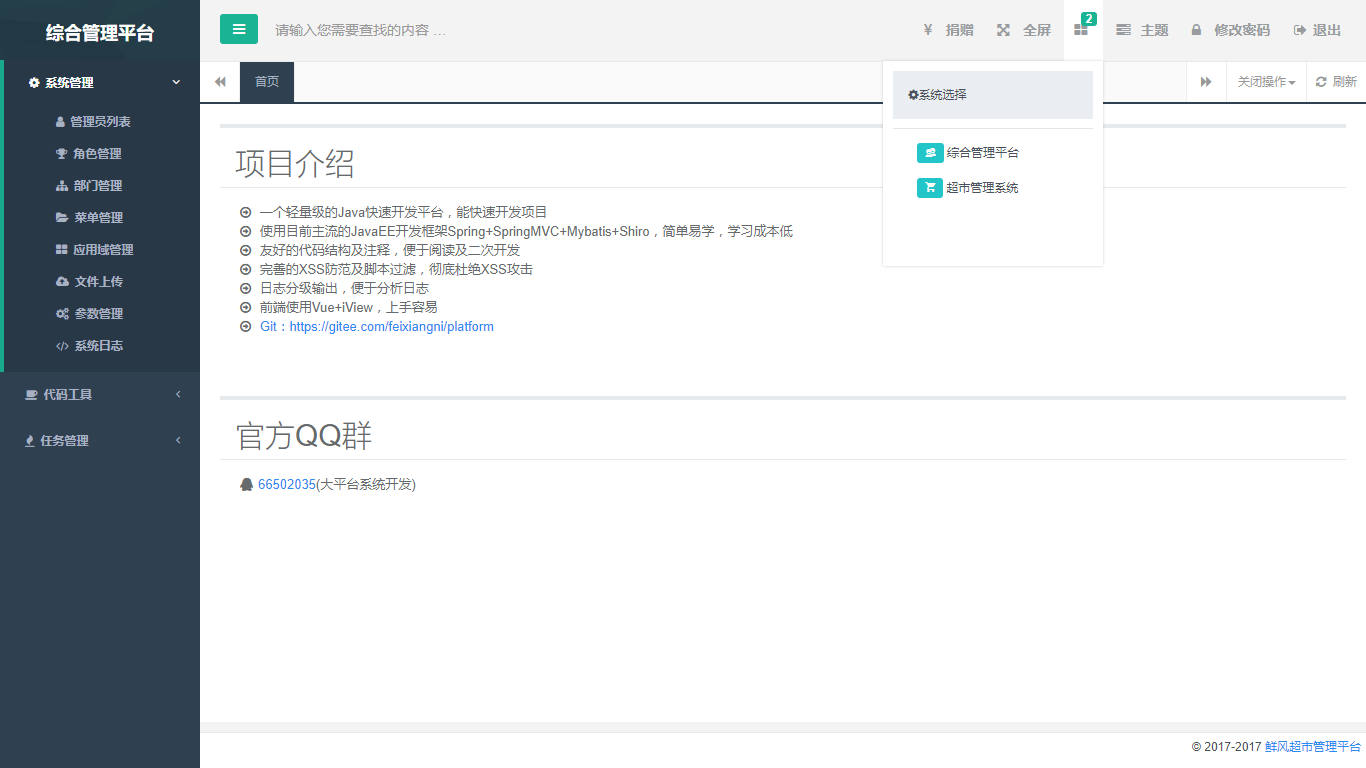 综合管理平台
请输入您需要查找的内容 …
¥ 捐赠
全屏
2
主题
修改密码
退出
系统管理
管理员列表
角色管理
部门管理
菜单管理
应用域管理
文件上传
参数管理
系统日志
代码工具
任务管理
首页
关闭操作
刷新
系统选择
综合管理平台
超市管理系统
项目介绍
一个轻量级的Java快速开发平台，能快速开发项目
使用目前主流的JavaEE开发框架Spring+SpringMVC+Mybatis+Shiro，简单易学，学习成本低
友好的代码结构及注释，便于阅读及二次开发
完善的XSS防范及脚本过滤，彻底杜绝XSS攻击
日志分级输出，便于分析日志
前端使用Vue+iView，上手容易
Git：https://gitee.com/feixiangni/platform
官方QQ群
66502035(大平台系统开发)
© 2017-2017 鲜风超市管理平台